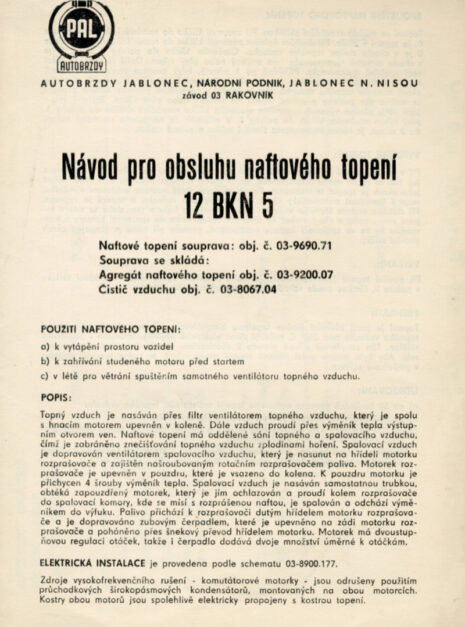 PAL
AUTOBRZDY
AUTOBRZDY JABLONEC, NÁRODNÍ PODNIK, JABLONEC N. NISOU
závod 03 RAKOVNÍK
Návod pro obsluhu naftového topení
12 BKN 5
Naftové topení souprava: obj. č. 03-9690.71
Souprava se skládá:
Agregát naftového topení obj. č. 03-9200.07
Čistič vzduchu obj. č. 03-8067.04
POUŽITÍ NAFTOVÉHO TOPENÍ:
a) k vytápění prostoru vozidel
b) k zahřívání studeného motoru před startem
c) v létě pro větrání spuštěním samotného ventilátoru topného vzduchu.
POPIS:
Topný vzduch je nasáván přes filtr ventilátorem topného vzduchu, který je spolu
s hnacím motorem upevněn v koleně. Dále vzduch proudí přes výměník tepla výstup-
ním otvorem ven. Naftové topení má oddělené sání topného a spalovacího vzduchu,
čímž je zabráněno znečišťování topného vzduchu zplodinami hoření. Spalovací vzduch
je dopravován ventilátorem spalovacího vzduchu, který je nasunut na hřídeli motorku
rozprašovače a zajištěn našroubovaným rotačním rozprašovačem paliva. Motorek roz-
prašovače je upevněn v pouzdru, které je vsazeno do kolena. K pouzdru motorku je
přichycen 4 šrouby výměník tepla. Spalovací vzduch je nasáván samostatnou trubkou,
obtéká zapouzdřený motorek, který je jím ochlazován a proudí kolem rozprašovače
do spalovací komory, kde se mísí s rozprášenou naftou, je spalován a odchází výmě-
níkem do výfuku. Palivo přichází k rozprašovači dutým hřídelem motorku rozprašova-
če a je dopravováno zubovým čerpadlem, které je upevněno na zádi motorku roz-
prašovače a poháněno přes šnekový převod hřídelem motorku. Motorek má dvoustup-
ňovou regulaci otáček, takže i čerpadlo dodává dvoje množství úměrné k otáčkám.
ELEKTRICKÁ INSTALACE je provedena podle schematu 03-8900.177.
Zdroje vysokofrekvenčního rušení - komutátorové motorky - jsou odrušeny použitím
průchodkových širokopásmových kondensátorů, montovaných na obou motorcích.
Kostry obou motorů jsou spolehlivě elektricky propojeny s kostrou topení.